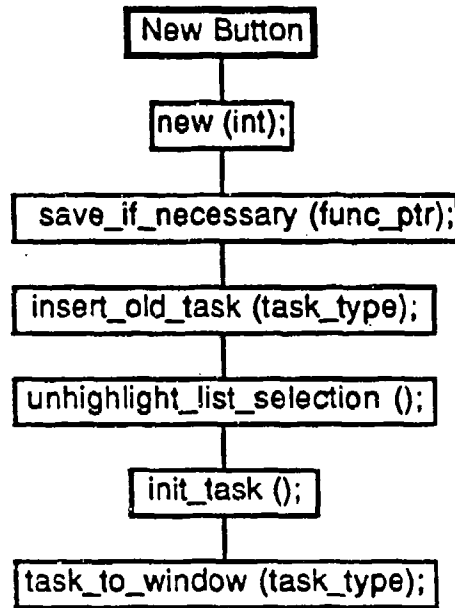 New Button
new (int);
save_if_necessary (func_ptr);
insert_old_task (task_type);
unhighlight_list_selection ();
init_task ();
task_to_window (task_type);